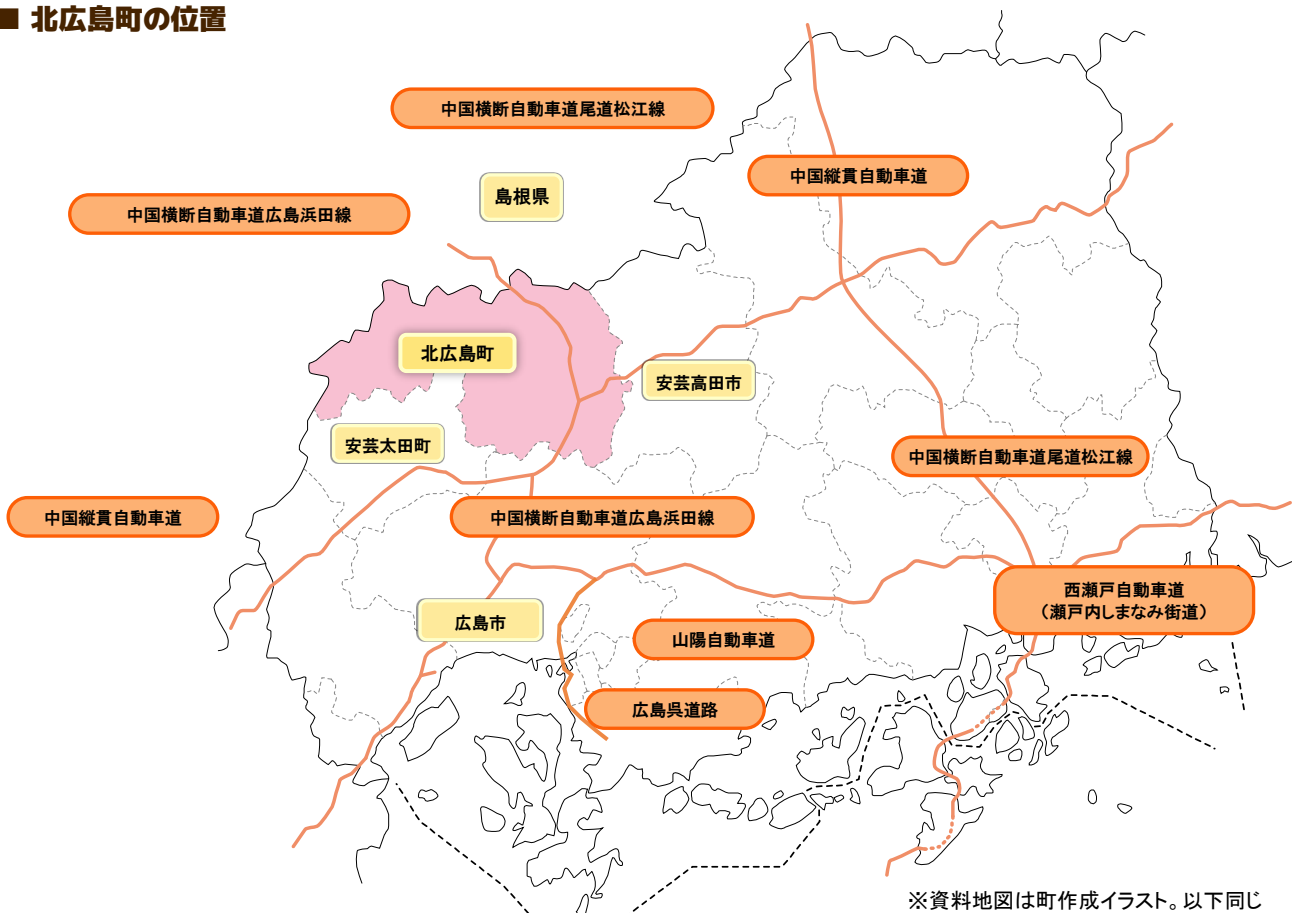 ■ 北広島町の位置
中国横断自動車道尾道松江線
中国縦貫自動車道
島根県
中国横断自動車道広島浜田線
北広島町
安芸高田市
安芸太田町
中国横断自動車道尾道松江線
中国縦貫自動車道
中国横断自動車道広島浜田線
西瀬戸自動車道
（瀬戸内しまなみ街道）
広島市
山陽自動車道
広島呉道路
※資料地図は町作成イラスト。以下同じ